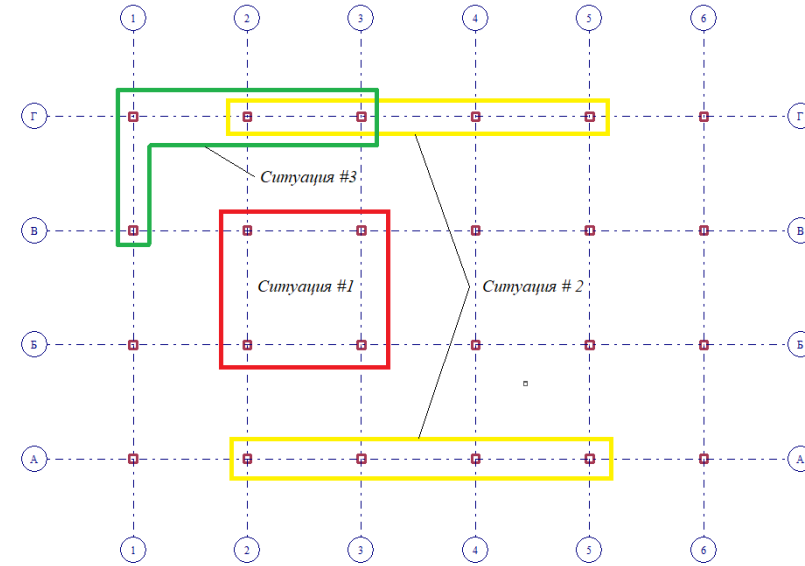 1 2 3 4 5 6
Г Г
Ситуация #3
В В
Ситуация #1 Ситуация # 2
Б Б
А А
1 2 3 4 5 6